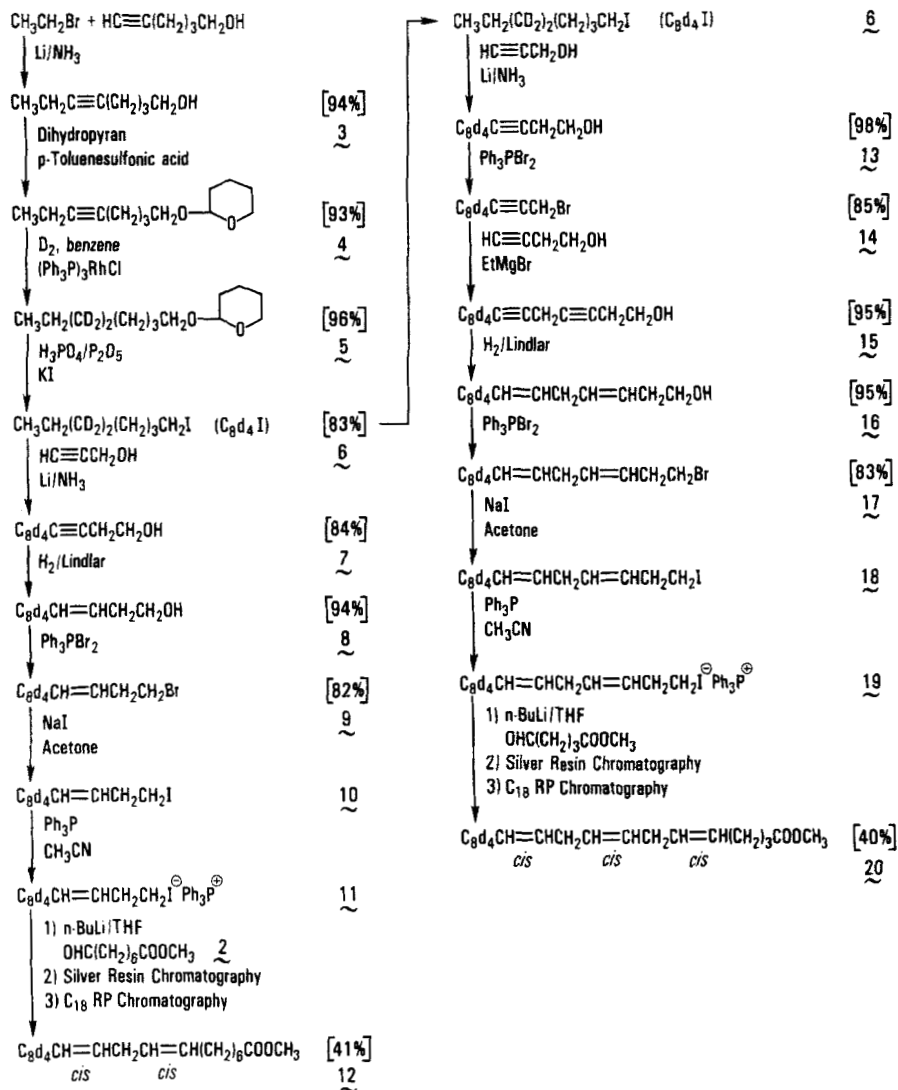 CH₃CH₂Br + HC≡C(CH₂)₃CH₂OH
Li/NH₃
CH₃CH₂C≡C(CH₂)₃CH₂OH [94%]
3
Dihydropyran
p-Toluenesulfonic acid
CH₃CH₂C≡C(CH₂)₃CH₂O O [93%]
4
D₂, benzene
(Ph₃P)₃RhCl
CH₃CH₂(CD₂)₂(CH₂)₃CH₂O O [96%]
5
H₃PO₄/P₂O₅
KI
CH₃CH₂(CD₂)₂(CH₂)₃CH₂I (C₈d₄I) [83%]
6
HC≡CCH₂OH
Li/NH₃
C₈d₄C≡CCH₂CH₂OH [84%]
7
H₂/Lindlar
C₈d₄CH=CHCH₂CH₂OH [94%]
8
Ph₃PBr₂
C₈d₄CH=CHCH₂CH₂Br [82%]
9
NaI
Acetone
C₈d₄CH=CHCH₂CH₂I 10
Ph₃P
CH₃CN
C₈d₄CH=CHCH₂CH₂I⊖Ph₃P⊕ 11
1) n-BuLi/THF
OHC(CH₂)₆COOCH₃ 2
2) Silver Resin Chromatography
3) C₁₈ RP Chromatography
C₈d₄CH=CHCH₂CH=CH(CH₂)₆COOCH₃ [41%]
cis cis 12
CH₃CH₂(CD₂)₂(CH₂)₃CH₂I (C₈d₄I) 6
HC≡CCH₂OH
Li/NH₃
C₈d₄C≡CCH₂CH₂OH [98%]
13
Ph₃PBr₂
C₈d₄C≡CCH₂Br [85%]
14
HC≡CCH₂CH₂OH
EtMgBr
C₈d₄C≡CCH₂C≡CCH₂CH₂OH [95%]
15
H₂/Lindlar
C₈d₄CH=CHCH₂CH=CHCH₂CH₂OH [95%]
16
Ph₃PBr₂
C₈d₄CH=CHCH₂CH=CHCH₂CH₂Br [83%]
17
NaI
Acetone
C₈d₄CH=CHCH₂CH=CHCH₂CH₂I 18
Ph₃P
CH₃CN
C₈d₄CH=CHCH₂CH=CHCH₂CH₂I⊖Ph₃P⊕ 19
1) n-BuLi/THF
OHC(CH₂)₃COOCH₃
2) Silver Resin Chromatography
3) C₁₈ RP Chromatography
C₈d₄CH=CHCH₂CH=CHCH₂CH=CH(CH₂)₃COOCH₃ [40%]
cis cis cis 20